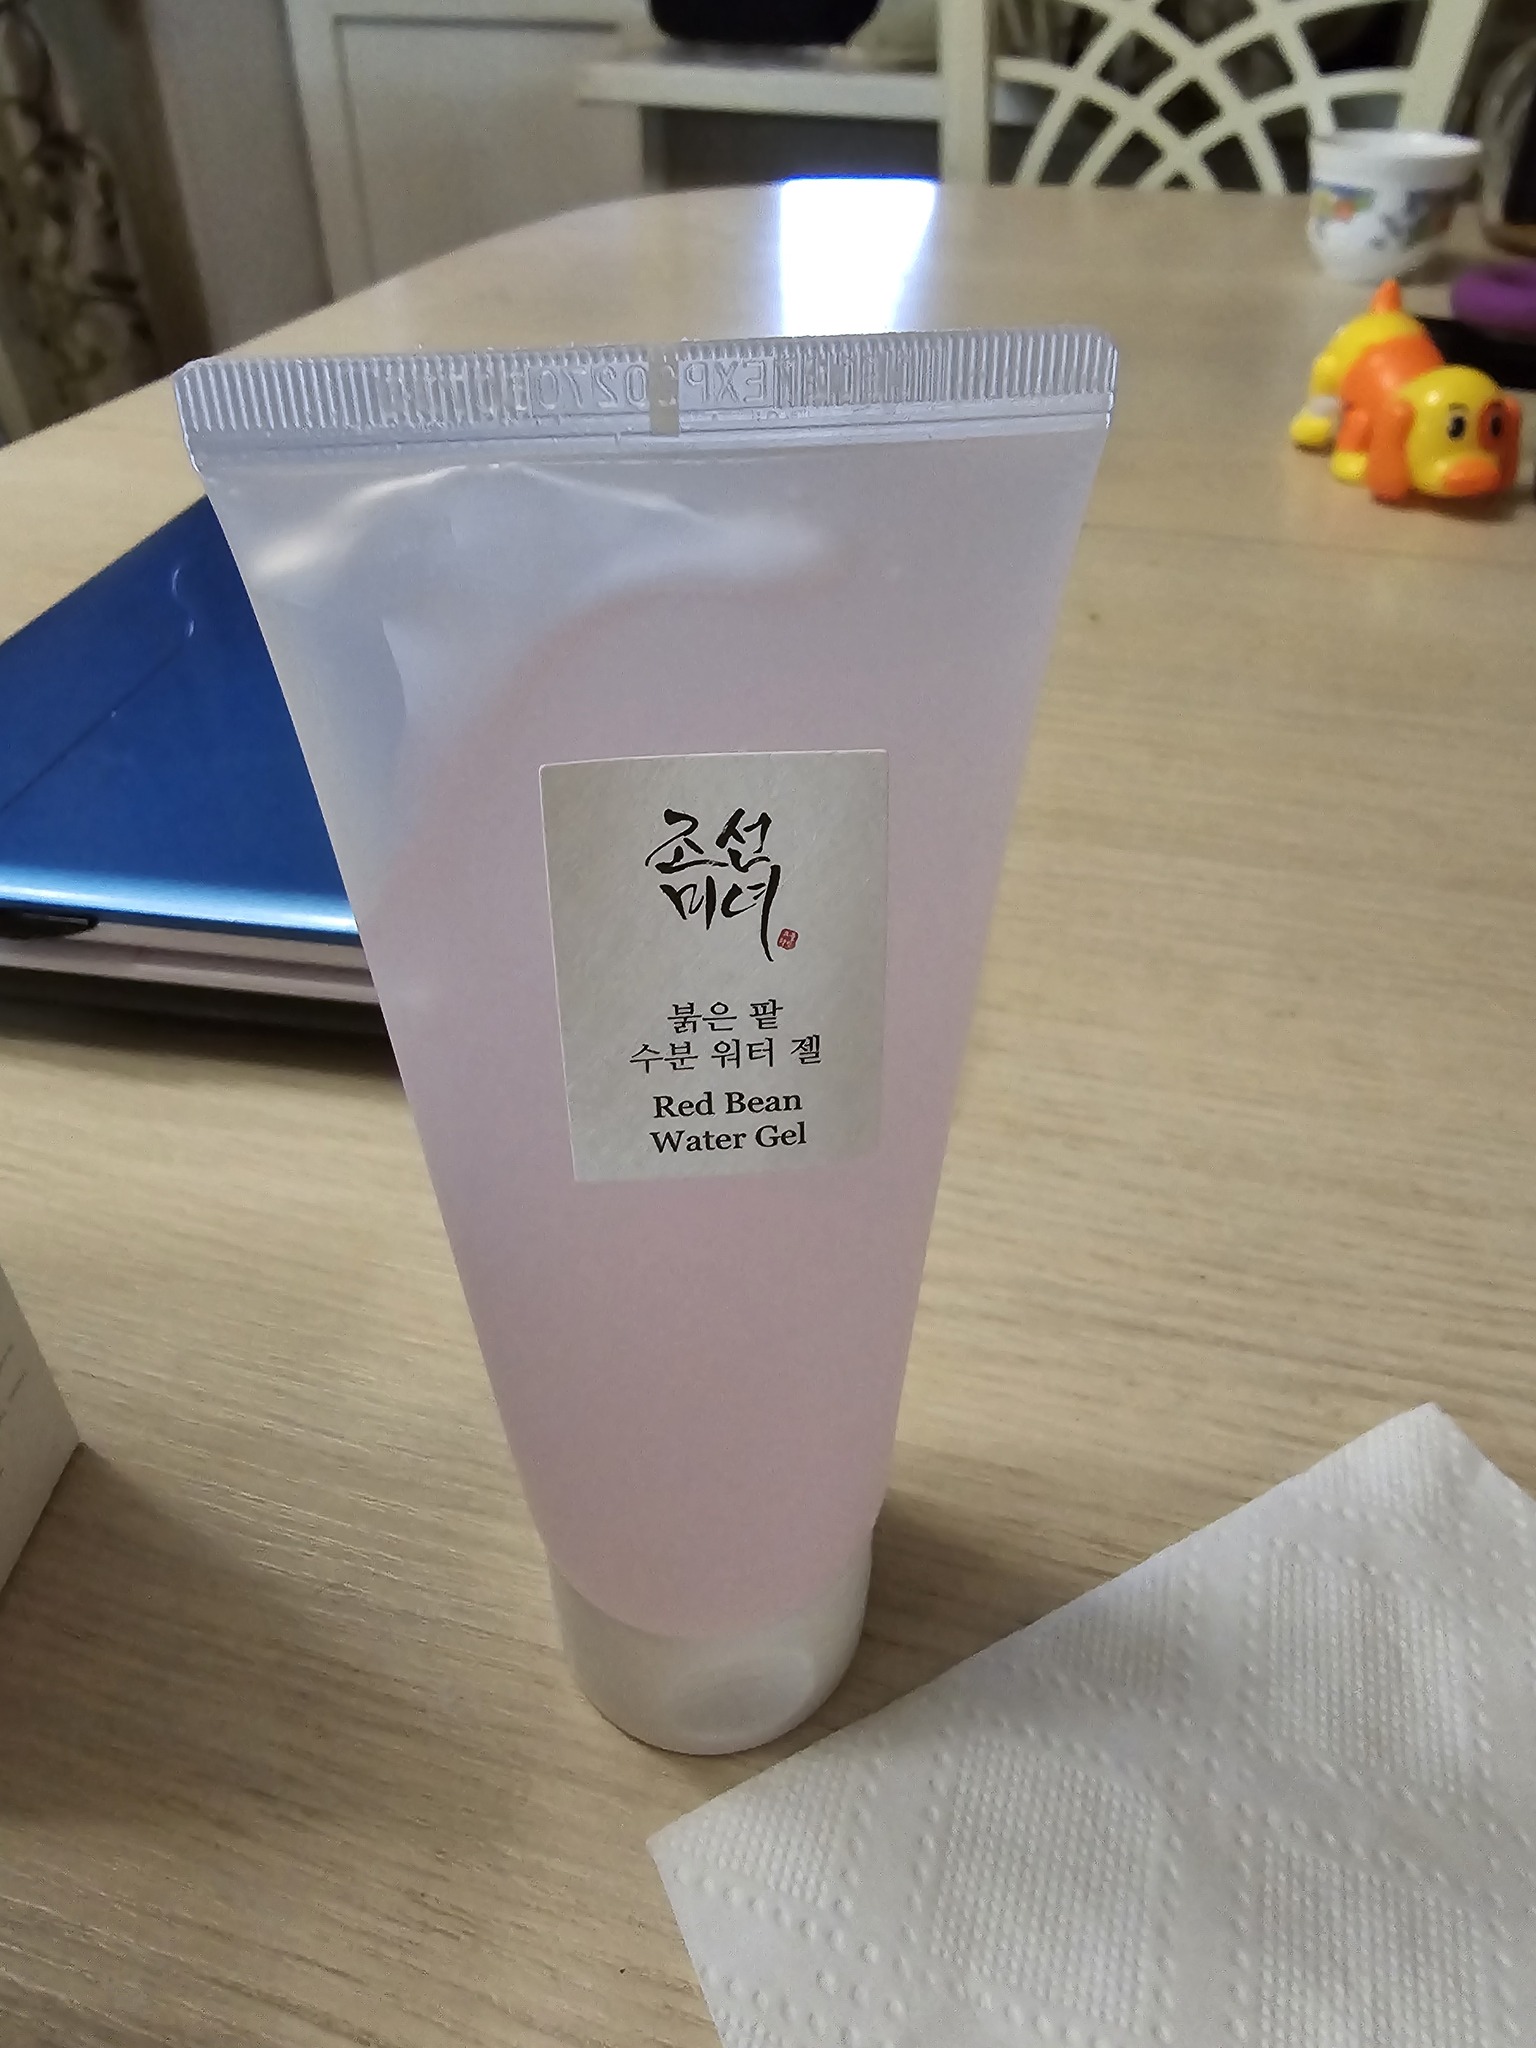 조선
미녀
붉은 팥
수분 워터 젤
Red Bean
Water Gel